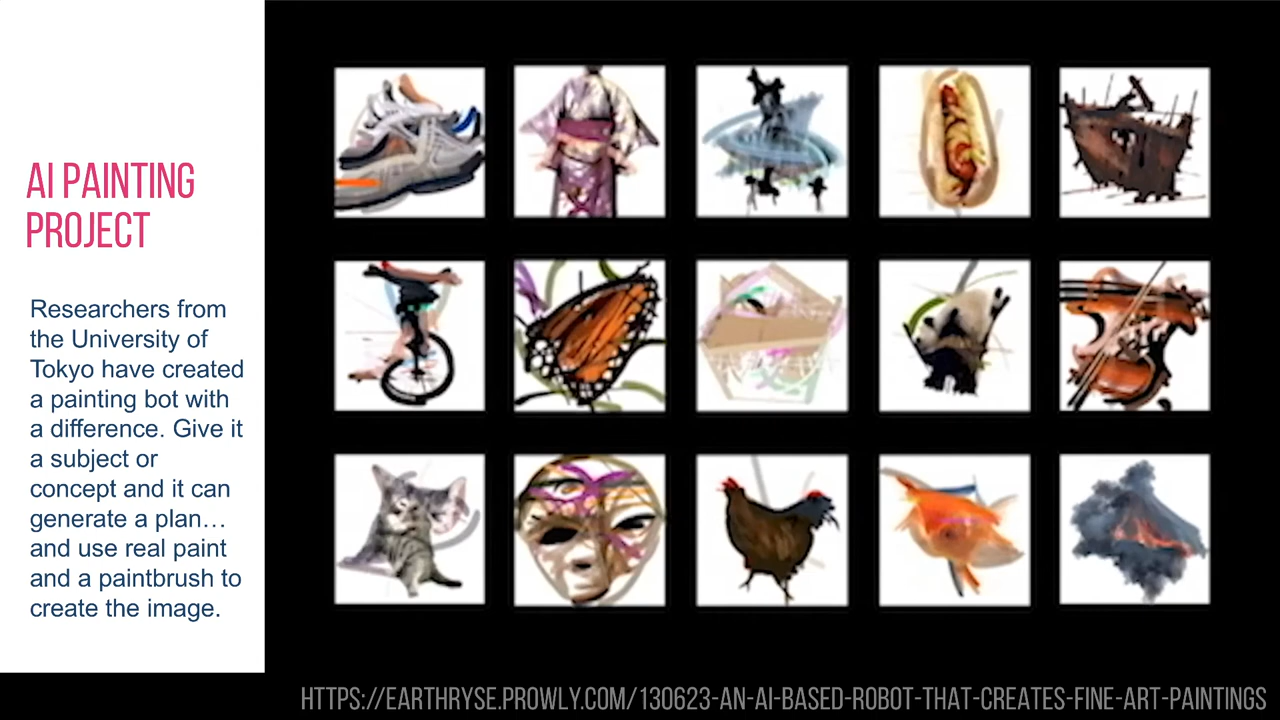 AI PAINTING
PROJECT
Researchers from
the University of
Tokyo have created
a painting bot with
a difference. Give it
a subject or
concept and it can
generate a plan…
and use real paint
and a paintbrush to
create the image.
HTTPS://EARTHRYSE.PROWLY.COM/130623-AN-AI-BASED-ROBOT-THAT-CREATES-FINE-ART-PAINTINGS